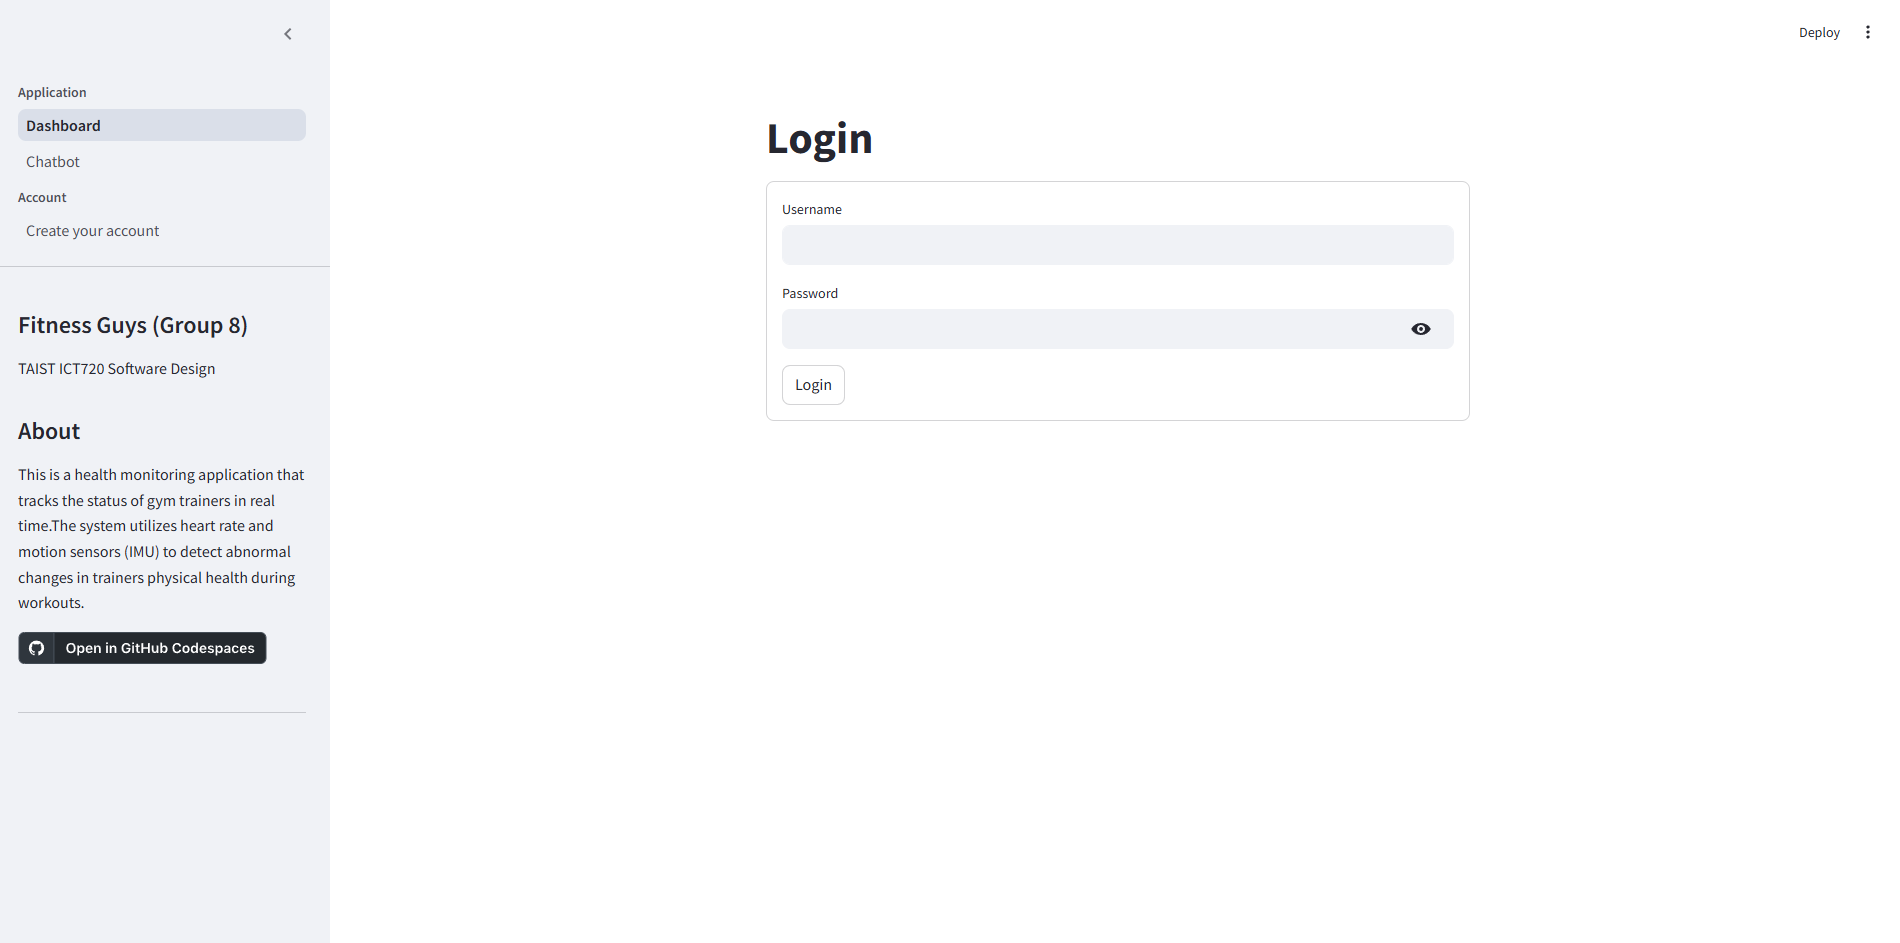 Deploy
Application
Dashboard
Chatbot
Account
Create your account
Fitness Guys (Group 8)
TAIST ICT720 Software Design
About
This is a health monitoring application that
tracks the status of gym trainers in real
time.The system utilizes heart rate and
motion sensors (IMU) to detect abnormal
changes in trainers physical health during
workouts.
Open in GitHub Codespaces
Login
Username
Password
Login